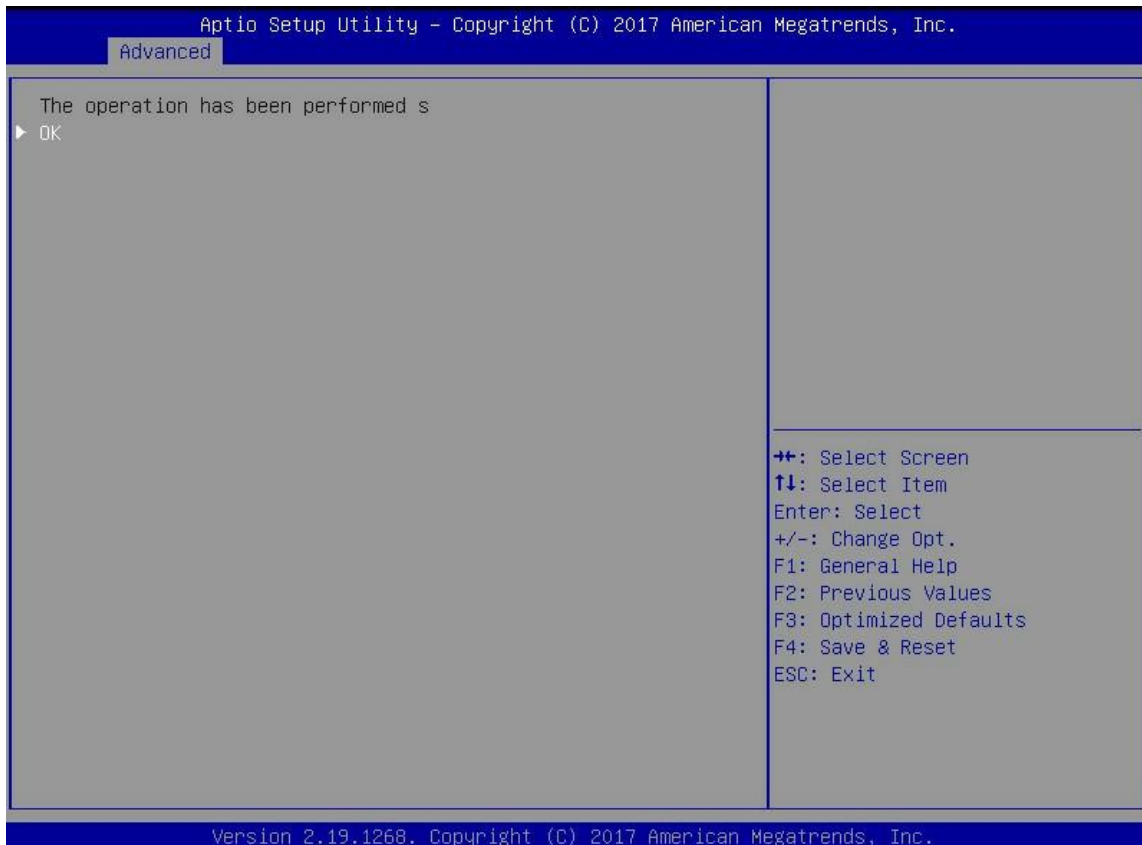 Aptio Setup Utility – Copyright (C) 2017 American Megatrends, Inc.
Advanced
The operation has been performed s
▶ OK
→←: Select Screen
↑↓: Select Item
Enter: Select
+/-: Change Opt.
F1: General Help
F2: Previous Values
F3: Optimized Defaults
F4: Save & Reset
ESC: Exit
Version 2.19.1268. Copyright (C) 2017 American Megatrends, Inc.